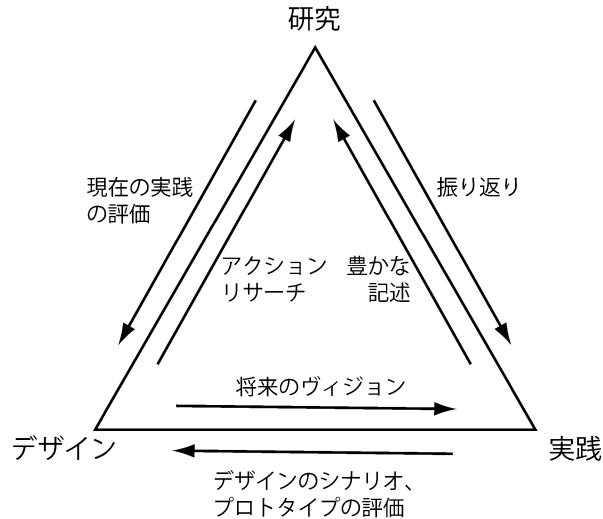 研究
現在の実践
の評価
振り返り
アクション
リサーチ
豊かな
記述
将来のヴィジョン
デザイン
実践
デザインのシナリオ、
プロトタイプの評価